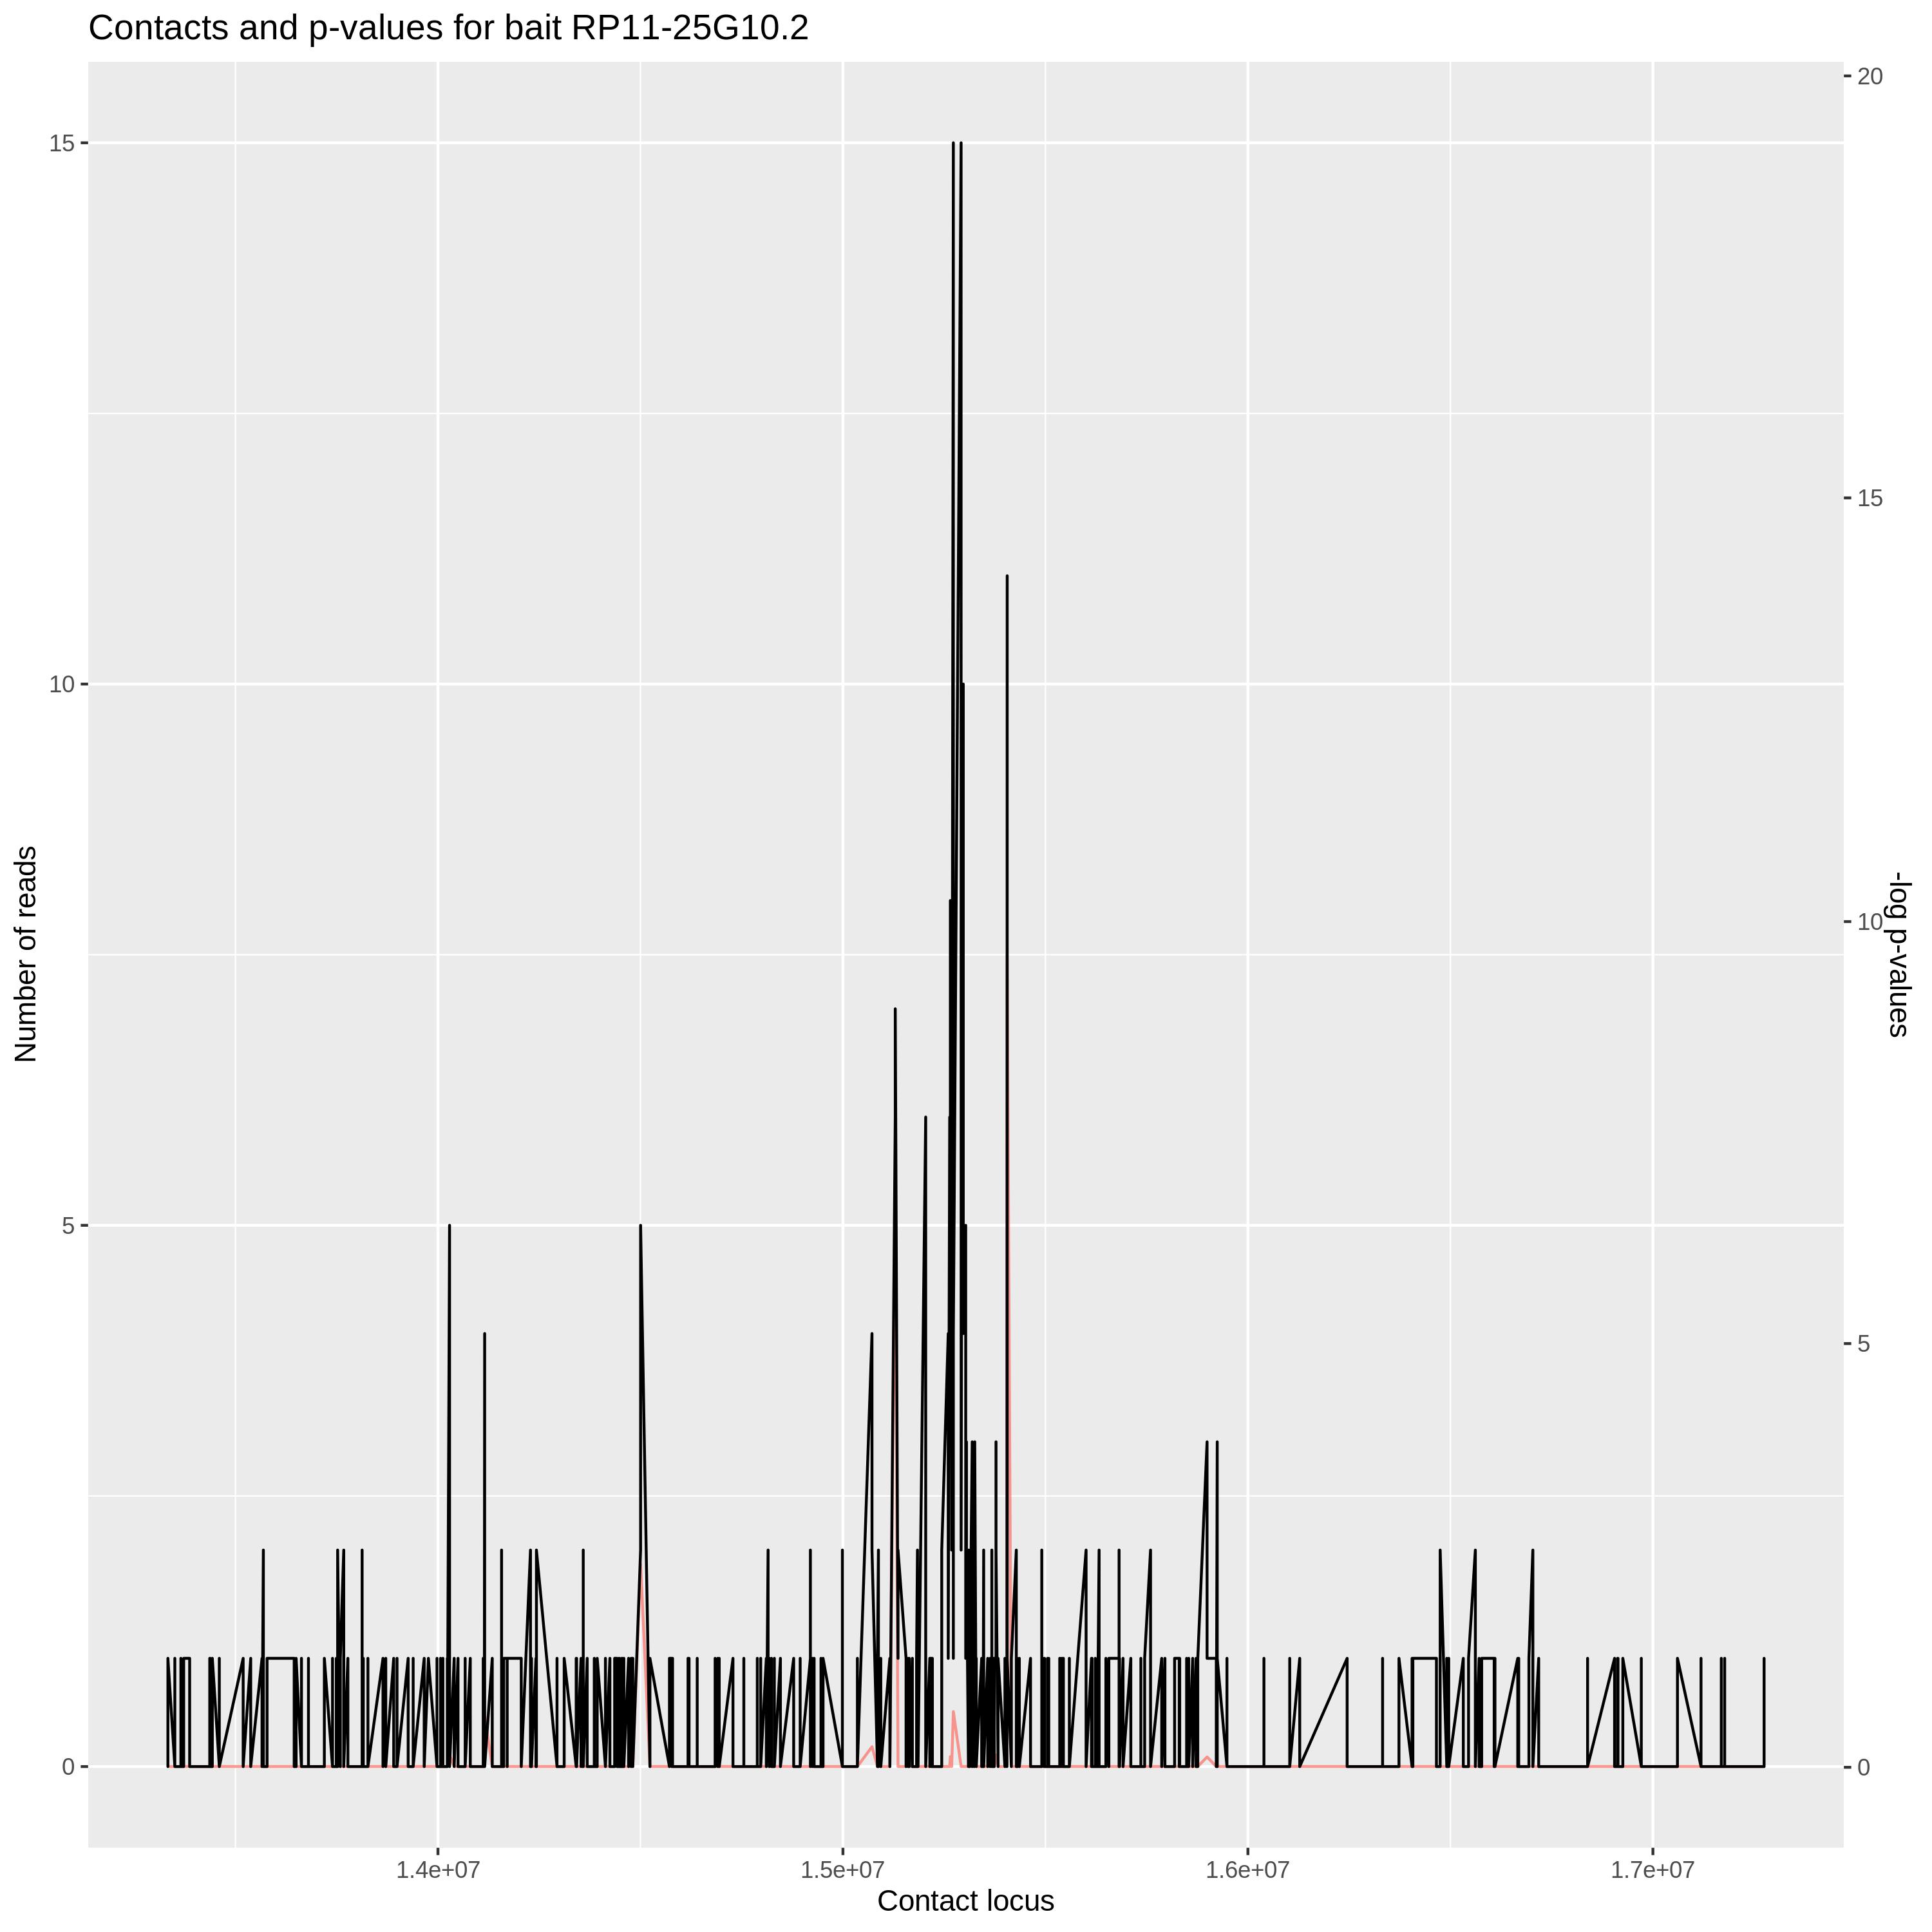 Contacts and p-values for bait RP11-25G10.2
Number of reads
15
10
5
0
20
15
10
5
0
-log p-values
1.4e+07 1.5e+07 1.6e+07 1.7e+07
Contact locus